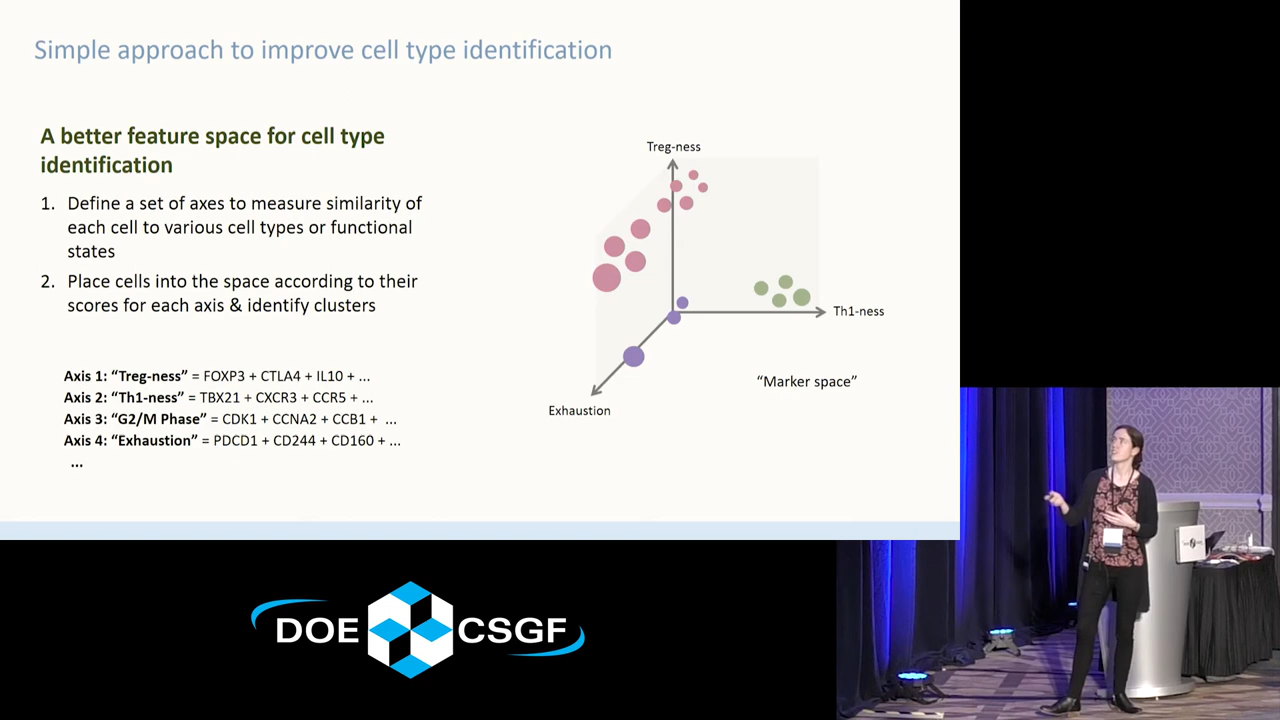 Simple approach to improve cell type identification
A better feature space for cell type
identification
1. Define a set of axes to measure similarity of
each cell to various cell types or functional
states
2. Place cells into the space according to their
scores for each axis & identify clusters
Axis 1: “Treg-ness” = FOXP3 + CTLA4 + IL10 + ...
Axis 2: “Th1-ness” = TBX21 + CXCR3 + CCR5 + ...
Axis 3: “G2/M Phase” = CDK1 + CCNA2 + CCB1 + ...
Axis 4: “Exhaustion” = PDCD1 + CD244 + CD160 + ...
...
Treg-ness
Th1-ness
“Marker space”
Exhaustion
DOE CSGF